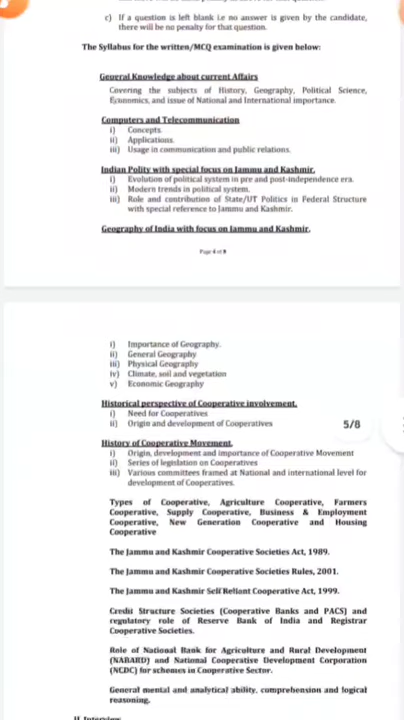 c) If a question is left blank i.e no answer is given by the candidate,
there will be no penalty for that question.
The Syllabus for the written/MCQ examination is given below:
General Knowledge about current Affairs
Covering the subjects of History, Geography, Political Science,
Economics, and issue of National and International importance.
Computers and Telecommunication
i) Concepts
ii) Applications.
iii) Usage in communication and public relations.
Indian Polity with special focus on Jammu and Kashmir.
i) Evolution of political system in pre and post-independence era.
ii) Modern trends in political system.
iii) Role and contribution of State/UT Politics in Federal Structure
with special reference to Jammu and Kashmir.
Geography of India with focus on Jammu and Kashmir.
Page 4 of 8
i) Importance of Geography.
ii) General Geography
iii) Physical Geography
iv) Climate, soil and vegetation
v) Economic Geography
Historical perspective of Cooperative involvement.
i) Need for Cooperatives
ii) Origin and development of Cooperatives
5/8
History of Cooperative Movement.
i) Origin, development and importance of Cooperative Movement
ii) Series of legislation on Cooperatives
iii) Various committees framed at National and international level for
development of Cooperatives.
Types of Cooperative, Agriculture Cooperative, Farmers
Cooperative, Supply Cooperative, Business & Employment
Cooperative, New Generation Cooperative and Housing
Cooperative
The Jammu and Kashmir Cooperative Societies Act, 1989.
The Jammu and Kashmir Cooperative Societies Rules, 2001.
The Jammu and Kashmir Self Reliant Cooperative Act, 1999.
Credit Structure Societies (Cooperative Banks and PACS) and
regulatory role of Reserve Bank of India and Registrar
Cooperative Societies.
Role of National Bank for Agriculture and Rural Development
(NABARD) and National Cooperative Development Corporation
(NCDC) for schemes in Cooperative Sector.
General mental and analytical ability, comprehension and logical
reasoning.
II Interview